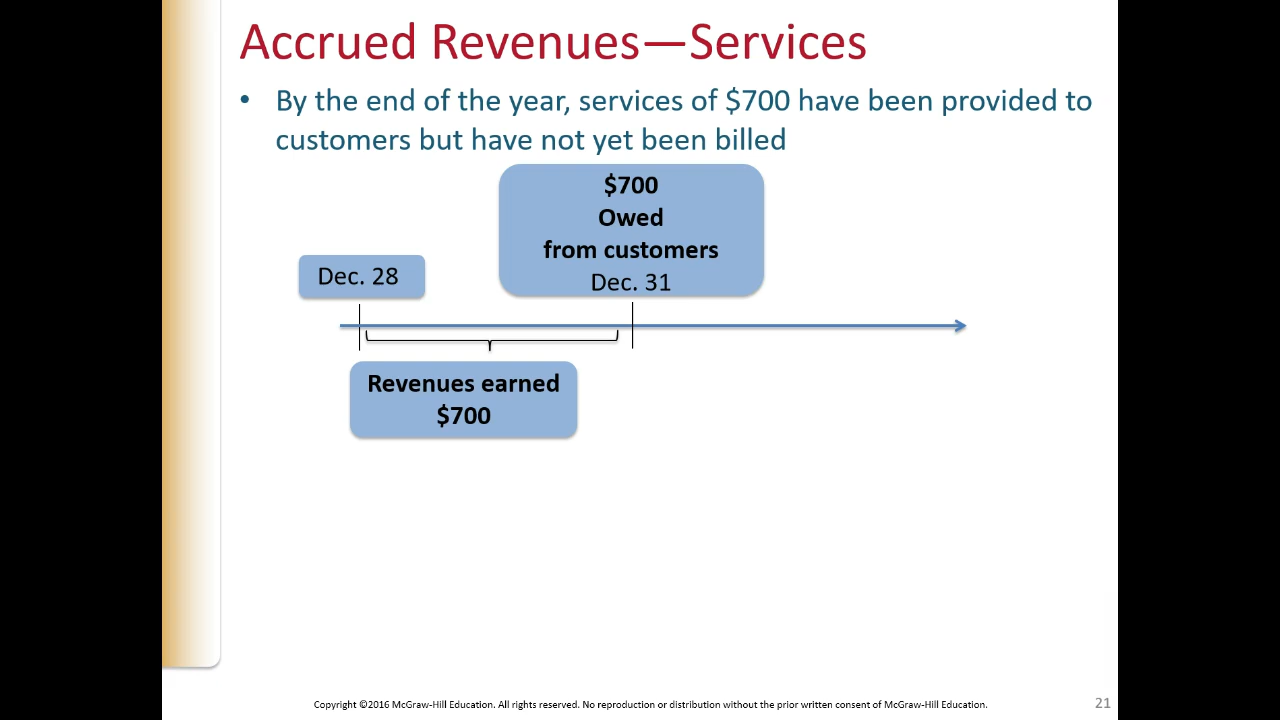 Accrued Revenues—Services
• By the end of the year, services of $700 have been provided to
customers but have not yet been billed
$700
Owed
from customers
Dec. 31
Dec. 28
Revenues earned
$700
Copyright ©2016 McGraw-Hill Education. All rights reserved. No reproduction or distribution without the prior written consent of McGraw-Hill Education.
21